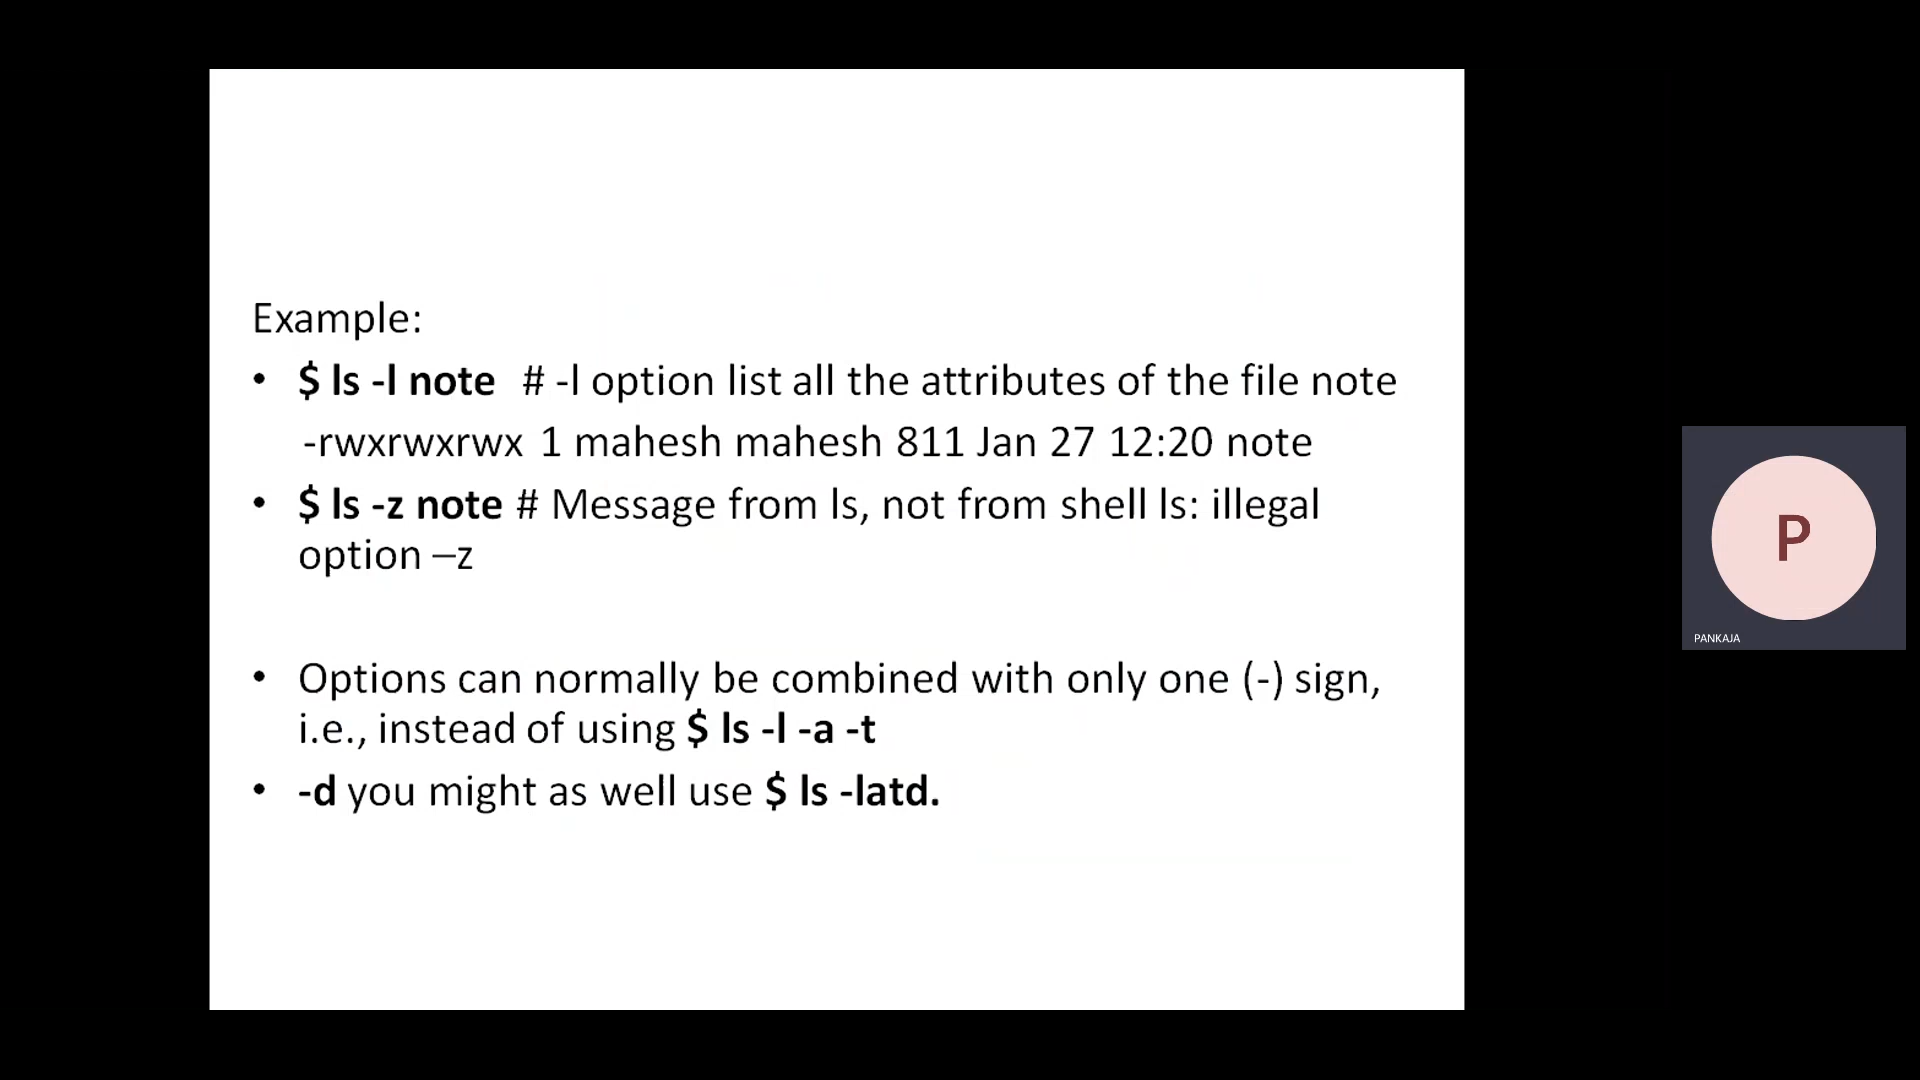 Example:
• $ ls -l note # -l option list all the attributes of the file note
-rwxrwxrwx 1 mahesh mahesh 811 Jan 27 12:20 note
• $ ls -z note # Message from ls, not from shell ls: illegal
option –z
• Options can normally be combined with only one (-) sign,
i.e., instead of using $ ls -l -a -t
• -d you might as well use $ ls -latd.
P
PANKAJA